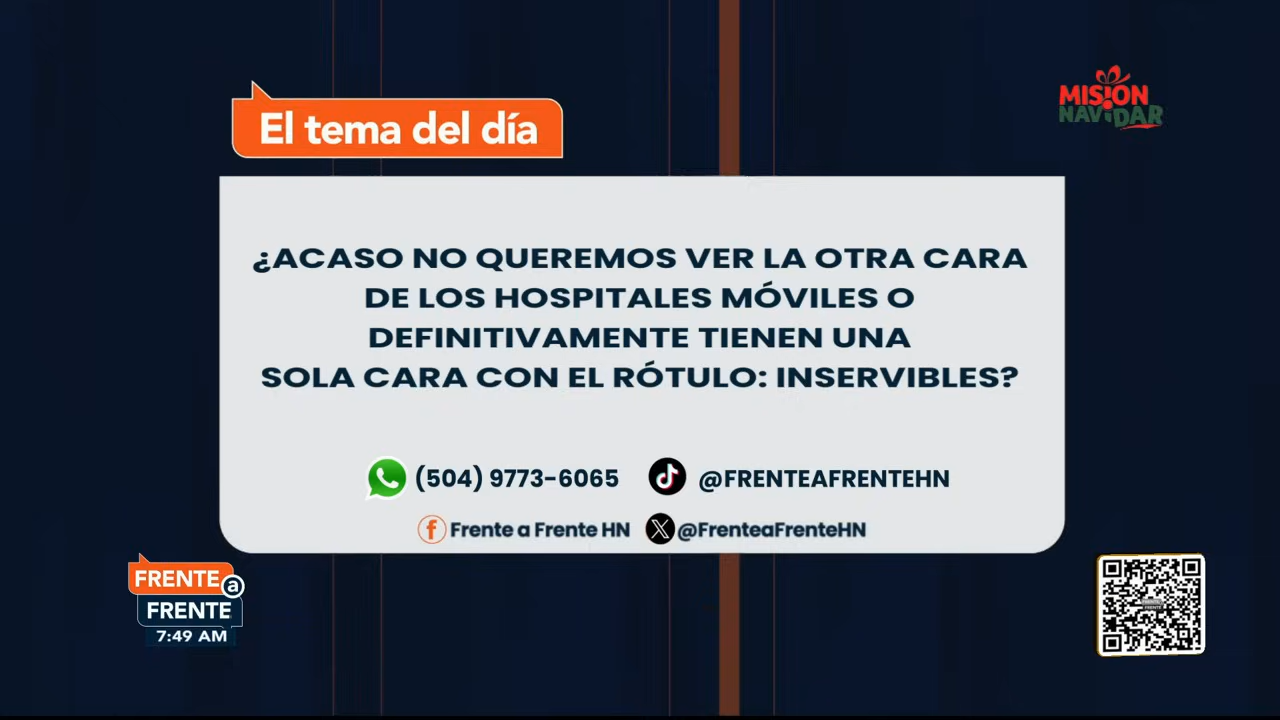 MIS!ON
NAViDAR
El tema del día
¿ACASO NO QUEREMOS VER LA OTRA CARA
DE LOS HOSPITALES MÓVILES O
DEFINITIVAMENTE TIENEN UNA
SOLA CARA CON EL RÓTULO: INSERVIBLES?
(504) 9773-6065 @FRENTEAFRENTEHN
Frente a Frente HN @FrenteaFrenteHN
FRENTE a
FRENTE
7:49 AM